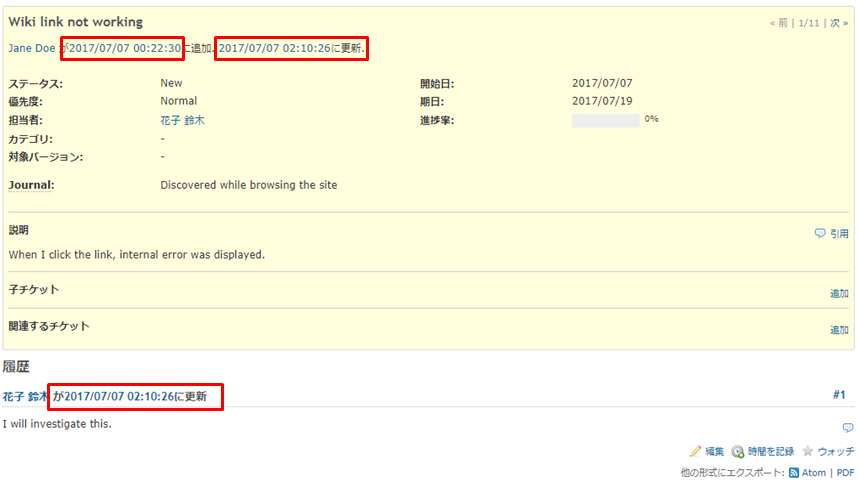 Wiki link not working
« 前 | 1/11 | 次 »
Jane Doe が2017/07/07 00:22:30に追加. 2017/07/07 02:10:26に更新.
ステータス: New 開始日: 2017/07/07
優先度: Normal 期日: 2017/07/19
担当者: 花子 鈴木 進捗率: 0%
カテゴリ: -
対象バージョン: -
Journal: Discovered while browsing the site
説明 引用
When I click the link, internal error was displayed.
子チケット 追加
関連するチケット 追加
履歴
花子 鈴木 が2017/07/07 02:10:26に更新 #1
I will investigate this.
編集 時間を記録 ウォッチ
他の形式にエクスポート: Atom | PDF